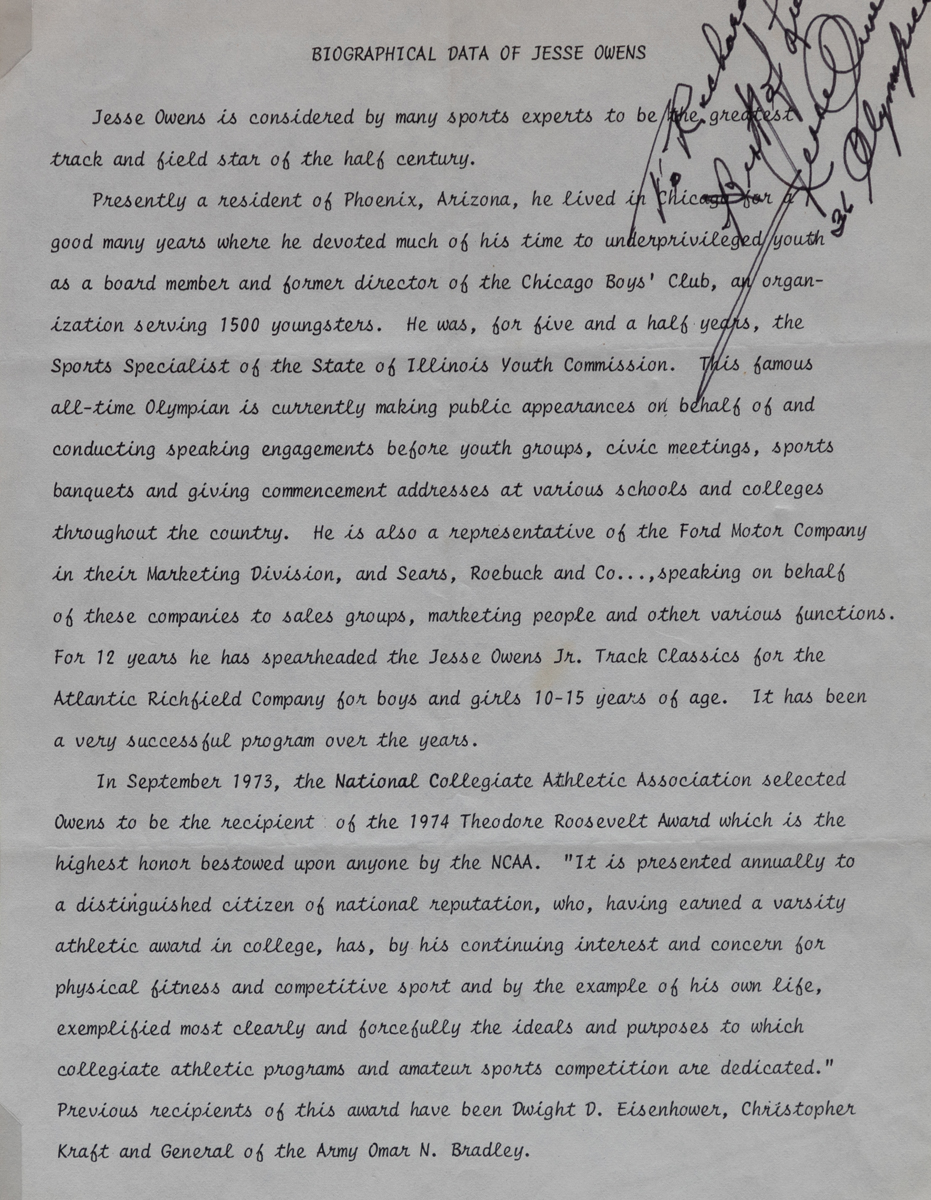 BIOGRAPHICAL DATA OF JESSE OWENS
To Richard
Best of Luck
Jesse Owens
36 Olympics
Jesse Owens is considered by many sports experts to be the greatest
track and field star of the half century.
Presently a resident of Phoenix, Arizona, he lived in Chicago for a
good many years where he devoted much of his time to underprivileged youth
as a board member and former director of the Chicago Boys' Club, an organ-
ization serving 1500 youngsters. He was, for five and a half years, the
Sports Specialist of the State of Illinois Youth Commission. This famous
all-time Olympian is currently making public appearances on behalf of and
conducting speaking engagements before youth groups, civic meetings, sports
banquets and giving commencement addresses at various schools and colleges
throughout the country. He is also a representative of the Ford Motor Company
in their Marketing Division, and Sears, Roebuck and Co...,speaking on behalf
of these companies to sales groups, marketing people and other various functions.
For 12 years he has spearheaded the Jesse Owens Jr. Track Classics for the
Atlantic Richfield Company for boys and girls 10-15 years of age. It has been
a very successful program over the years.
In September 1973, the National Collegiate Athletic Association selected
Owens to be the recipient of the 1974 Theodore Roosevelt Award which is the
highest honor bestowed upon anyone by the NCAA. "It is presented annually to
a distinguished citizen of national reputation, who, having earned a varsity
athletic award in college, has, by his continuing interest and concern for
physical fitness and competitive sport and by the example of his own life,
exemplified most clearly and forcefully the ideals and purposes to which
collegiate athletic programs and amateur sports competition are dedicated."
Previous recipients of this award have been Dwight D. Eisenhower, Christopher
Kraft and General of the Army Omar N. Bradley.